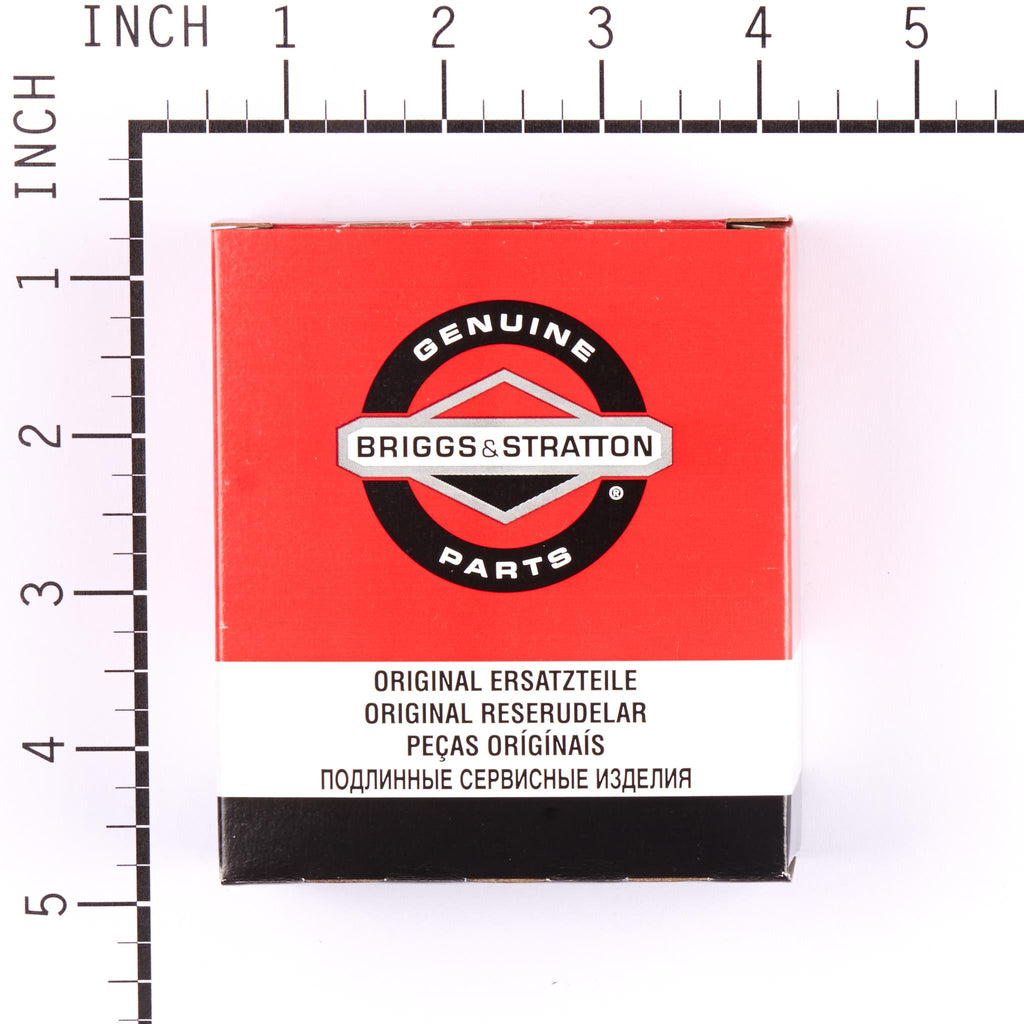 INCH 1 2 3 4 5
INCH
1
2
3
4
5
GENUINE
BRIGGS & STRATTON
®
PARTS
ORIGINAL ERSATZTEILE
ORIGINAL RESERUDELAR
PEÇAS ORÍGÍNAÍS
ПОДЛИННЫЕ СЕРВИСНЫЕ ИЗДЕЛИЯ